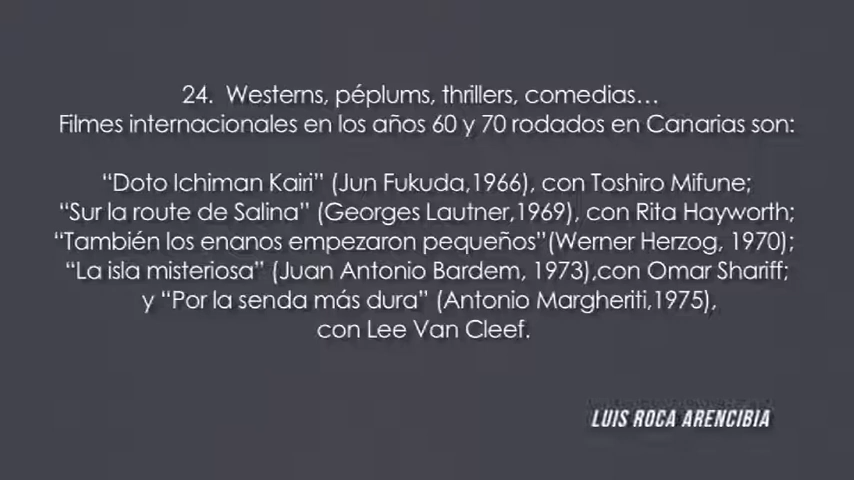 24. Westerns, péplums, thrillers, comedias...
Filmes internacionales en los años 60 y 70 rodados en Canarias son:
“Doto Ichiman Kairi” (Jun Fukuda,1966), con Toshiro Mifune;
“Sur la route de Salina” (Georges Lautner,1969), con Rita Hayworth;
“También los enanos empezaron pequeños”(Werner Herzog, 1970);
“La isla misteriosa” (Juan Antonio Bardem, 1973),con Omar Shariff;
y “Por la senda más dura” (Antonio Margheriti,1975),
con Lee Van Cleef.
LUIS ROCA ARENCIBIA